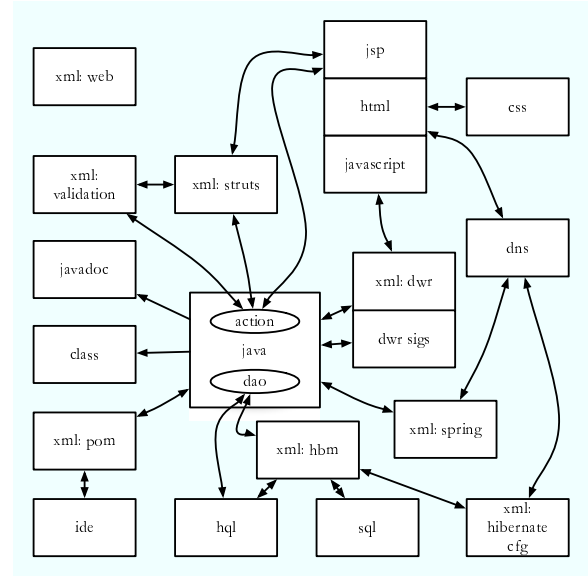 jsp
xml: web
html
css
javascript
xml:
validation
xml: struts
dns
javadoc
xml: dwr
action
java
dwr sigs
class
dao
xml: spring
xml: pom
xml: hbm
ide
hql
sql
xml:
hibernate
cfg